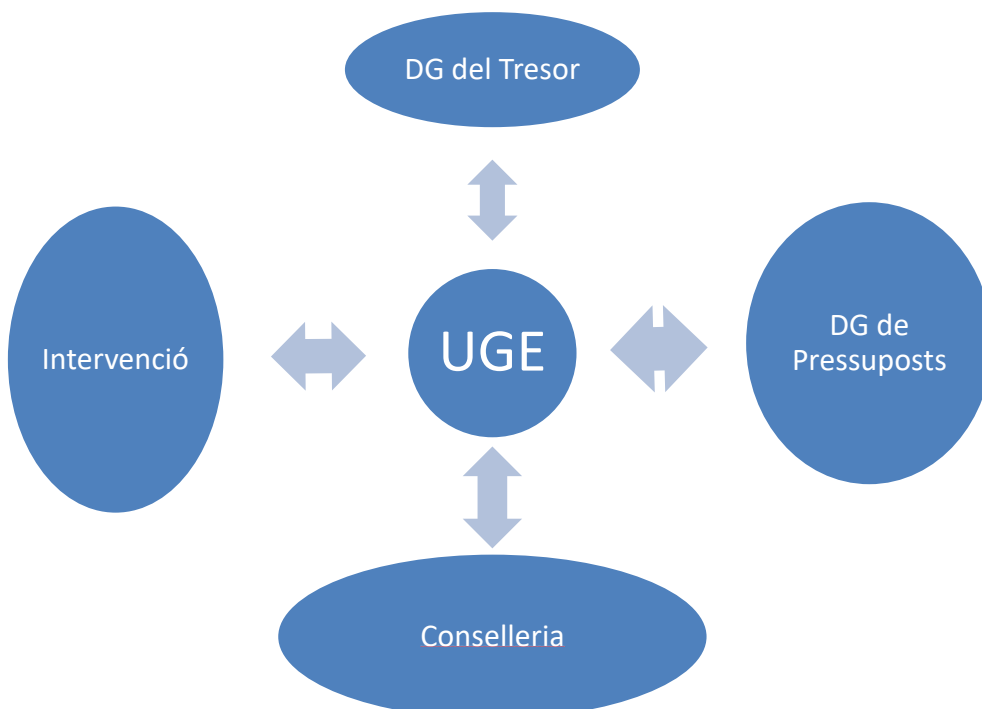 DG del Tresor
Intervenció
UGE
DG de
Pressuposts
Conselleria